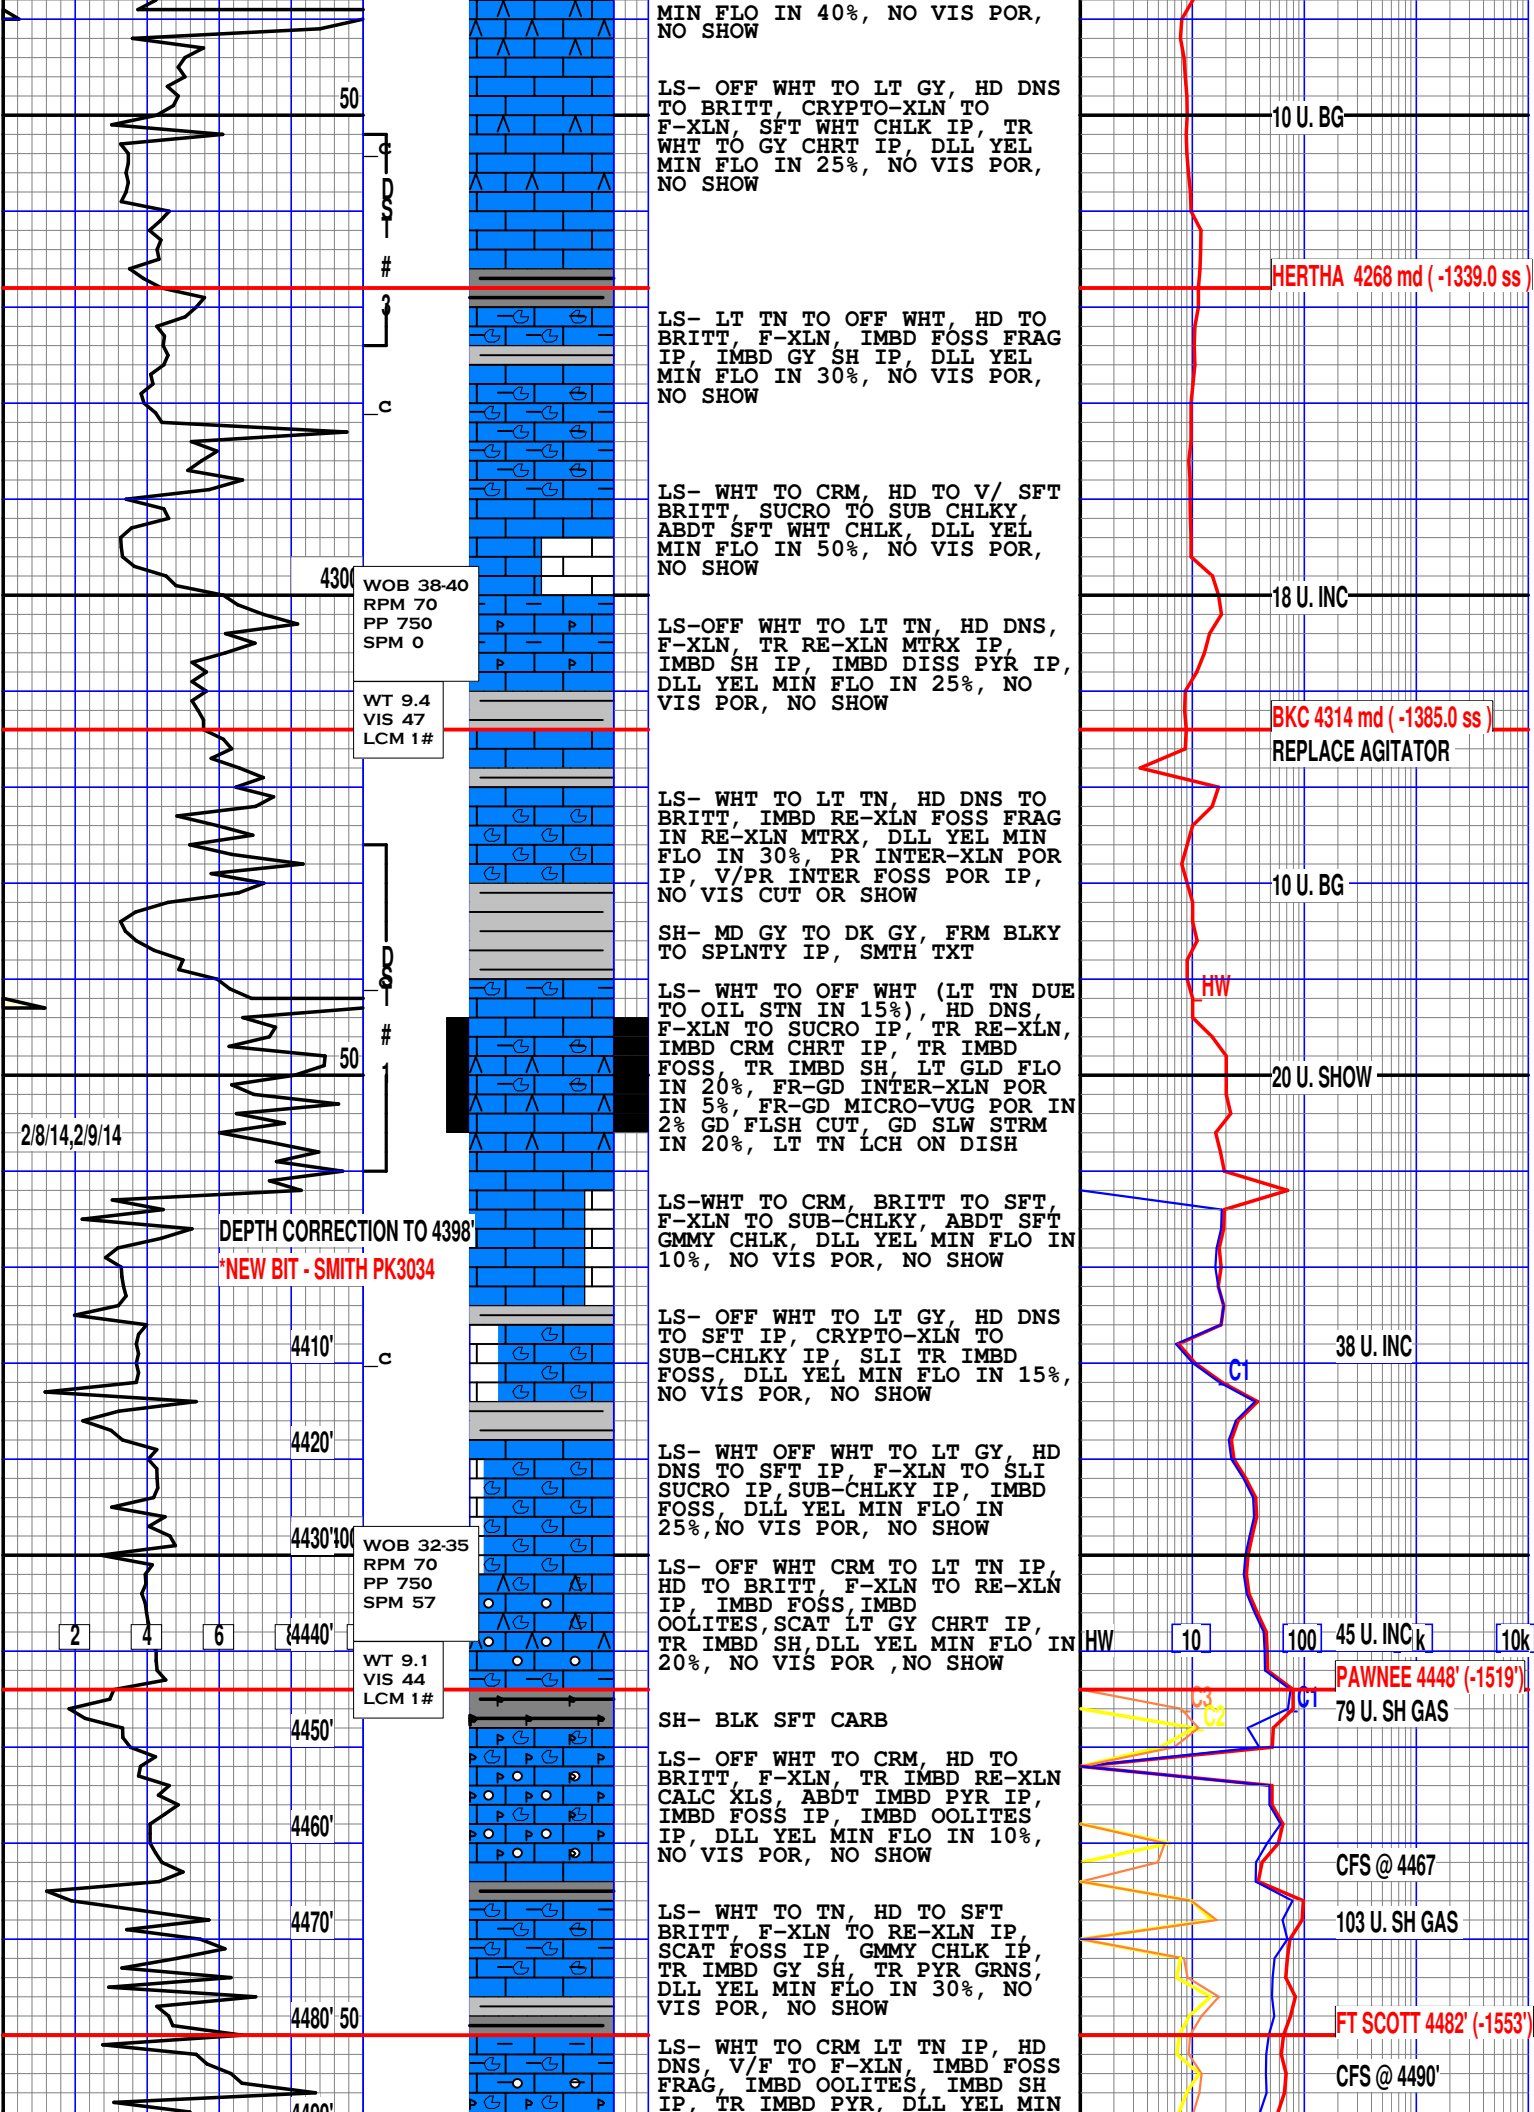 MIN FLO IN 40%, NO VIS POR,
NO SHOW
LS- OFF WHT TO LT GY, HD DNS
TO BRITT, CRYPTO-XLN TO
F-XLN, SFT WHT CHLK IP, TR
WHT TO GY CHRT IP, DLL YEL
MIN FLO IN 25%, NO VIS POR,
NO SHOW
50
10 U. BG
C
DST # 3
HERTHA 4268 md ( -1339.0 ss )
LS- LT TN TO OFF WHT, HD TO
BRITT, F-XLN, IMBD FOSS FRAG
IP, IMBD GY SH IP, DLL YEL
MIN FLO IN 30%, NO VIS POR,
NO SHOW
C
LS- WHT TO CRM, HD TO V/ SFT
BRITT, SUCRO TO SUB CHLKY,
ABDT SFT WHT CHLK, DLL YEL
MIN FLO IN 50%, NO VIS POR,
NO SHOW
4300
WOB 38-40
RPM 70
PP 750
SPM 0
18 U. INC
LS-OFF WHT TO LT TN, HD DNS,
F-XLN, TR RE-XLN MTRX IP,
IMBD SH IP, IMBD DISS PYR IP,
DLL YEL MIN FLO IN 25%, NO
VIS POR, NO SHOW
WT 9.4
VIS 47
LCM 1#
BKC 4314 md ( -1385.0 ss )
REPLACE AGITATOR
LS- WHT TO LT TN, HD DNS TO
BRITT, IMBD RE-XLN FOSS FRAG
IN RE-XLN MTRX, DLL YEL MIN
FLO IN 30%, PR INTER-XLN POR
IP, V/PR INTER FOSS POR IP,
NO VIS CUT OR SHOW
10 U. BG
SH- MD GY TO DK GY, FRM BLKY
TO SPLNTY IP, SMTH TXT
DST # 1
HW
LS- WHT TO OFF WHT (LT TN DUE
TO OIL STN IN 15%), HD DNS,
F-XLN TO SUCRO IP, TR RE-XLN,
IMBD CRM CHRT IP, TR IMBD
FOSS, TR IMBD SH, LT GLD FLO
IN 20%, FR-GD INTER-XLN POR
IN 5%, FR-GD MICRO-VUG POR IN
2% GD FLSH CUT, GD SLW STRM
IN 20%, LT TN LCH ON DISH
50
20 U. SHOW
2/8/14,2/9/14
LS-WHT TO CRM, BRITT TO SFT,
F-XLN TO SUB-CHLKY, ABDT SFT
GMMY CHLK, DLL YEL MIN FLO IN
10%, NO VIS POR, NO SHOW
DEPTH CORRECTION TO 4398'
*NEW BIT - SMITH PK3034
LS- OFF WHT TO LT GY, HD DNS
TO SFT IP, CRYPTO-XLN TO
SUB-CHLKY IP, SLI TR IMBD
FOSS, DLL YEL MIN FLO IN 15%,
NO VIS POR, NO SHOW
4410'
C
38 U. INC
C1
4420'
LS- WHT OFF WHT TO LT GY, HD
DNS TO SFT IP, F-XLN TO SLI
SUCRO IP,SUB-CHLKY IP, IMBD
FOSS, DLL YEL MIN FLO IN
25%,NO VIS POR, NO SHOW
4430'
WOB 32-35
RPM 70
PP 750
SPM 57
LS- OFF WHT CRM TO LT TN IP,
HD TO BRITT, F-XLN TO RE-XLN
IP, IMBD FOSS,IMBD
OOLITES,SCAT LT GY CHRT IP,
TR IMBD SH,DLL YEL MIN FLO IN
20%, NO VIS POR ,NO SHOW
2 4 6 4440' HW 10 100 45 U. INC k 10k
WT 9.1
VIS 44
LCM 1#
PAWNEE 4448' (-1519')
C3 C2 C1
79 U. SH GAS
SH- BLK SFT CARB
4450'
LS- OFF WHT TO CRM, HD TO
BRITT, F-XLN, TR IMBD RE-XLN
CALC XLS, ABDT IMBD PYR IP,
IMBD FOSS IP, IMBD OOLITES
IP, DLL YEL MIN FLO IN 10%,
NO VIS POR, NO SHOW
4460'
CFS @ 4467
4470'
103 U. SH GAS
LS- WHT TO TN, HD TO SFT
BRITT, F-XLN TO RE-XLN IP,
SCAT FOSS IP, GMMY CHLK IP,
TR IMBD GY SH, TR PYR GRNS,
DLL YEL MIN FLO IN 30%, NO
VIS POR, NO SHOW
4480' 50
FT SCOTT 4482' (-1553')
LS- WHT TO CRM LT TN IP, HD
DNS, V/F TO F-XLN, IMBD FOSS
FRAG, IMBD OOLITES, IMBD SH
IP, TR IMBD PYR, DLL YEL MIN
CFS @ 4490'
4490'